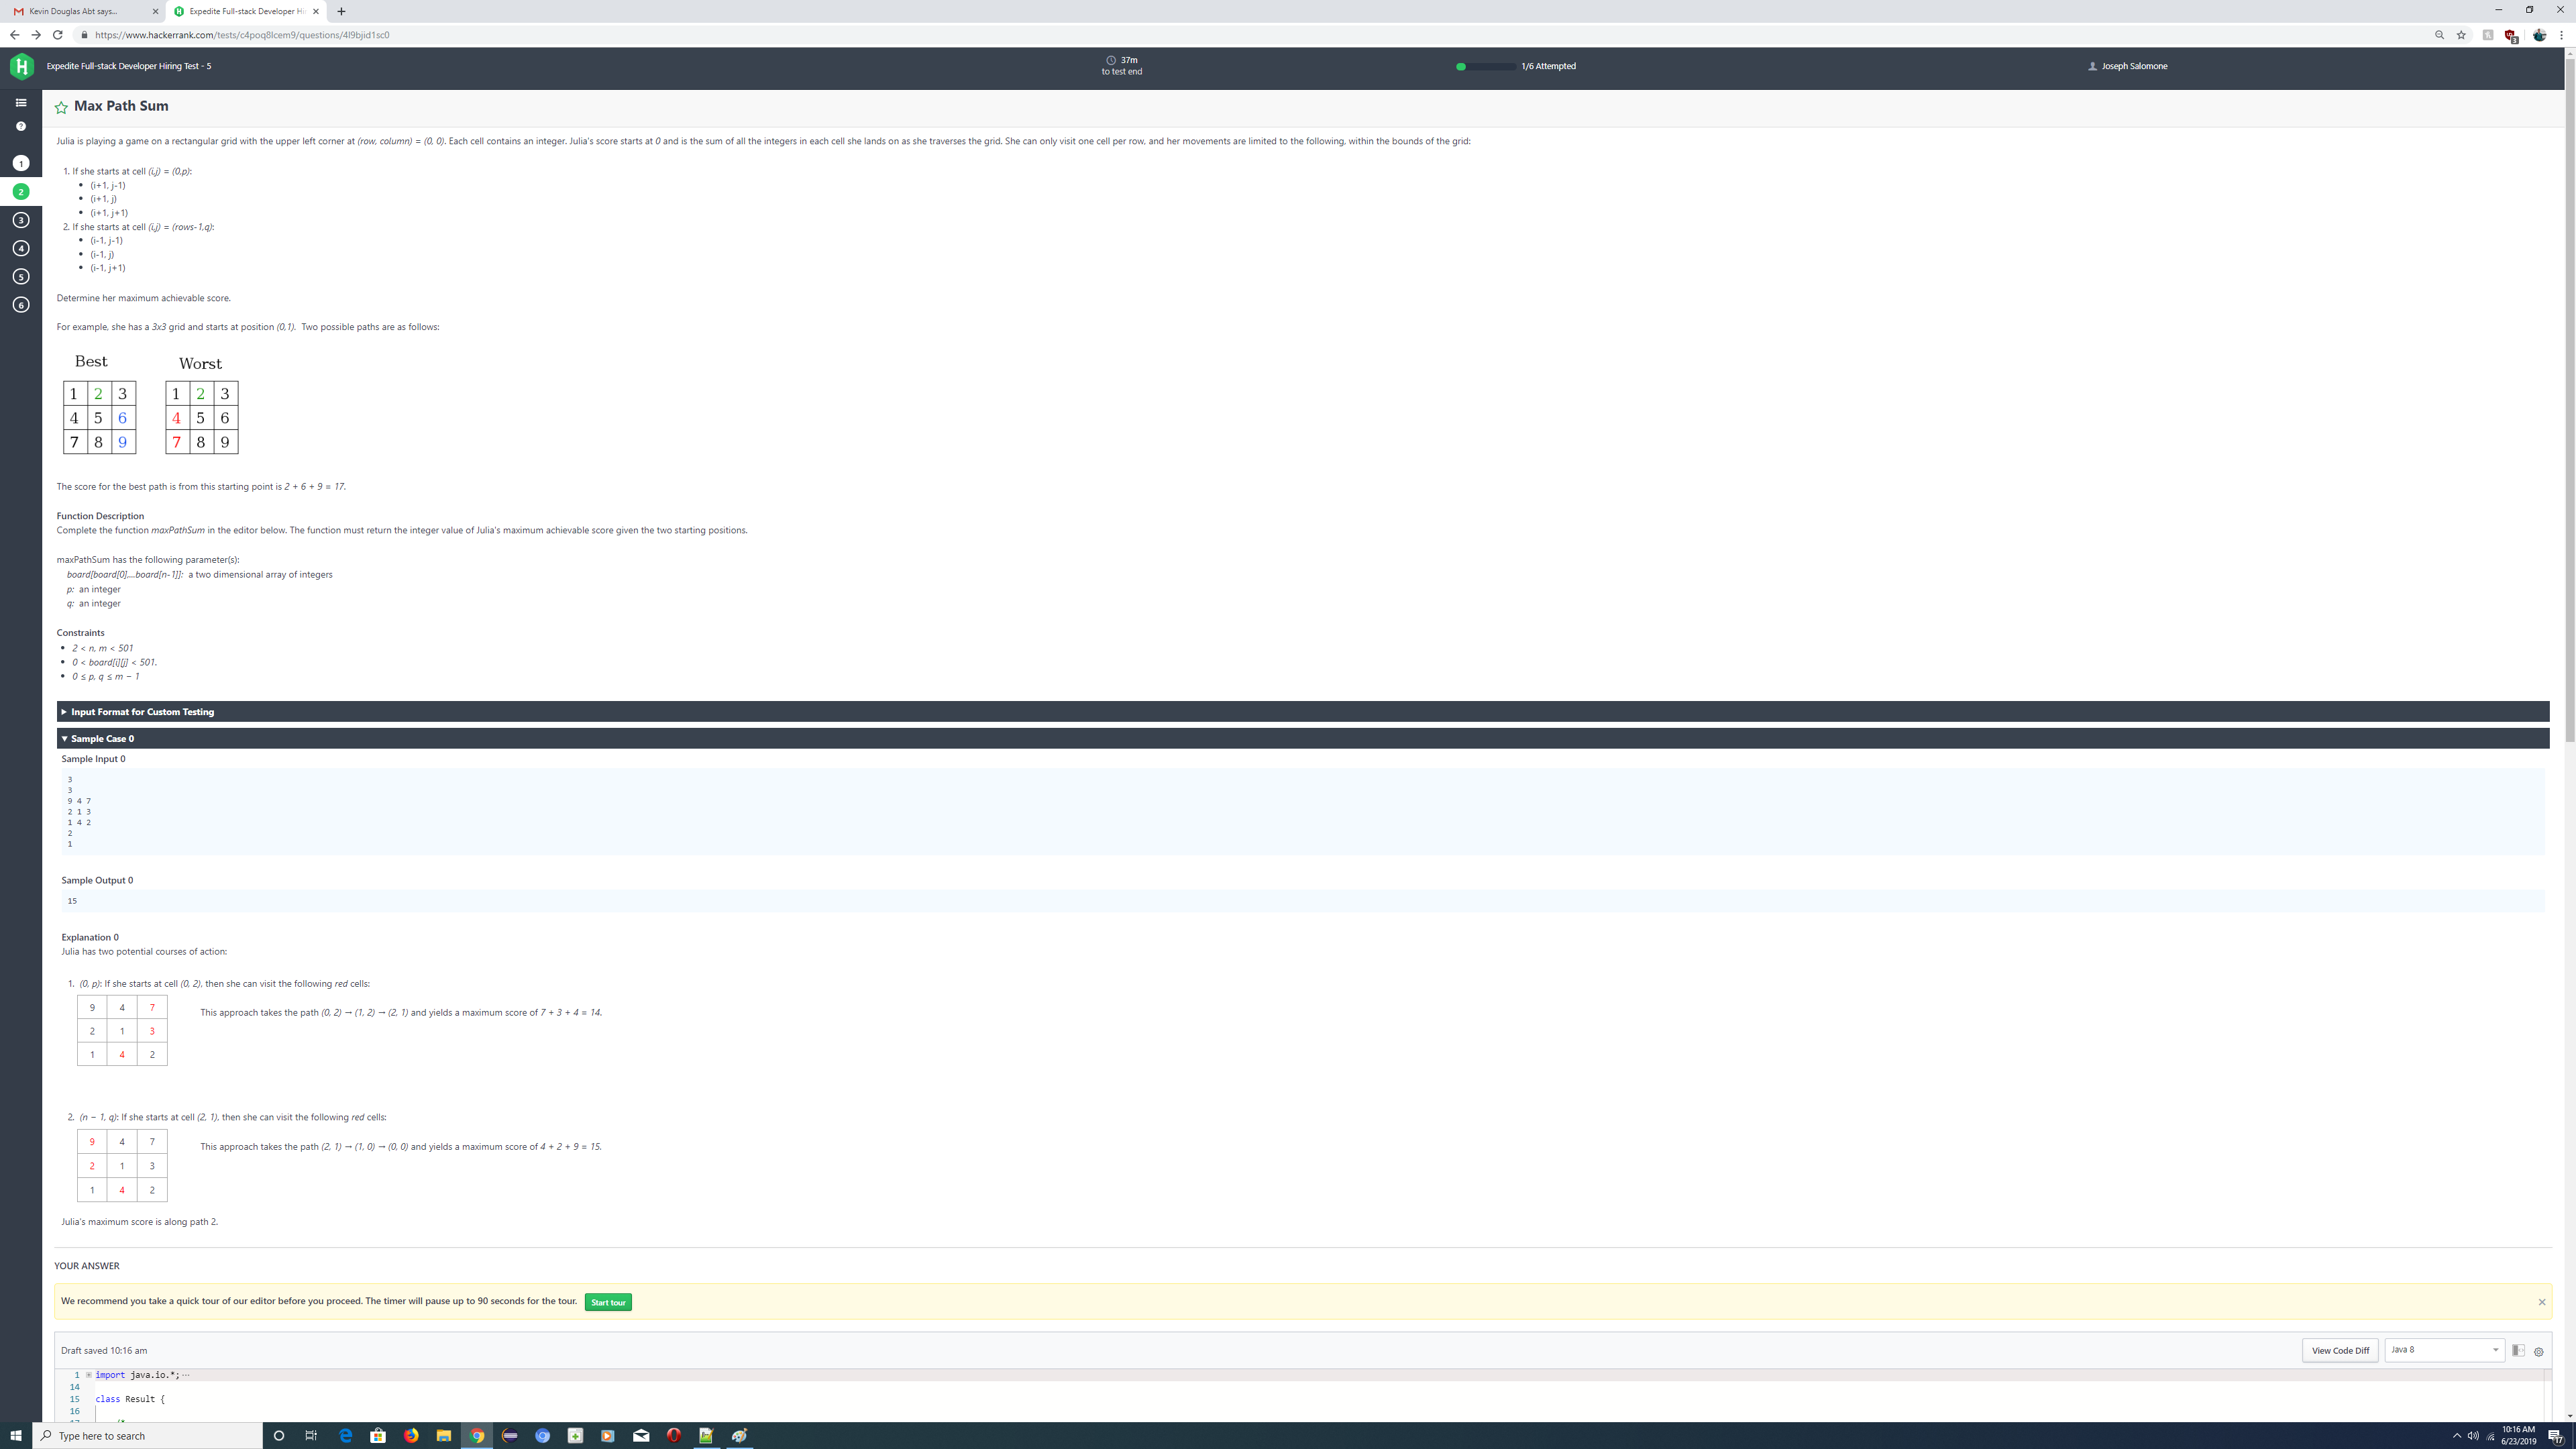 Kevin Douglas Abt says...
Expedite Full-stack Developer Hi
https://www.hackerrank.com/tests/c4poq8lcem9/questions/4l9bjid1sc0
Expedite Full-stack Developer Hiring Test - 5
37m
to test end
1/6 Attempted
Joseph Salomone
Max Path Sum
1
2
3
4
5
6
Julia is playing a game on a rectangular grid with the upper left corner at (row, column) = (0, 0). Each cell contains an integer. Julia's score starts at 0 and is the sum of all the integers in each cell she lands on as she traverses the grid. She can only visit one cell per row, and her movements are limited to the following, within the bounds of the grid:
1. If she starts at cell (i,j) = (0,p):
• (i+1, j-1)
• (i+1, j)
• (i+1, j+1)
2. If she starts at cell (i,j) = (rows-1,q):
• (i-1, j-1)
• (i-1, j)
• (i-1, j+1)
Determine her maximum achievable score.
For example, she has a 3x3 grid and starts at position (0,1). Two possible paths are as follows:
Best Worst
1 2 3 1 2 3
4 5 6 4 5 6
7 8 9 7 8 9
The score for the best path is from this starting point is 2 + 6 + 9 = 17.
Function Description
Complete the function maxPathSum in the editor below. The function must return the integer value of Julia's maximum achievable score given the two starting positions.
maxPathSum has the following parameter(s):
board[board[0],...board[n-1]]: a two dimensional array of integers
p: an integer
q: an integer
Constraints
• 2 < n, m < 501
• 0 < board[i][j] < 501.
• 0 ≤ p, q ≤ m − 1
Input Format for Custom Testing
Sample Case 0
Sample Input 0
3
3
9 4 7
2 1 3
1 4 2
2
1
Sample Output 0
15
Explanation 0
Julia has two potential courses of action:
1. (0, p): If she starts at cell (0, 2), then she can visit the following red cells:
9 4 7
This approach takes the path (0, 2) → (1, 2) → (2, 1) and yields a maximum score of 7 + 3 + 4 = 14.
2 1 3
1 4 2
2. (n − 1, q): If she starts at cell (2, 1), then she can visit the following red cells:
9 4 7
This approach takes the path (2, 1) → (1, 0) → (0, 0) and yields a maximum score of 4 + 2 + 9 = 15.
2 1 3
1 4 2
Julia's maximum score is along path 2.
YOUR ANSWER
We recommend you take a quick tour of our editor before you proceed. The timer will pause up to 90 seconds for the tour. Start tour
Draft saved 10:16 am
View Code Diff
Java 8
1 import java.io.*;···
14
15 class Result {
16
Type here to search
10:16 AM
6/23/2019
17